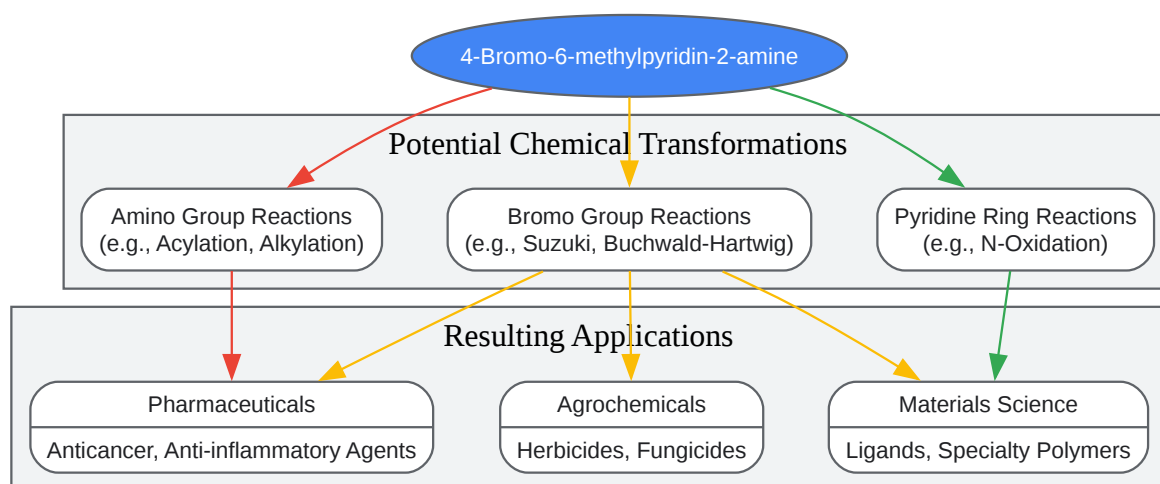 4-Bromo-6-methylpyridin-2-amine
Potential Chemical Transformations
Amino Group Reactions
(e.g., Acylation, Alkylation)
Bromo Group Reactions
(e.g., Suzuki, Buchwald-Hartwig)
Pyridine Ring Reactions
(e.g., N-Oxidation)
Resulting Applications
Pharmaceuticals
Anticancer, Anti-inflammatory Agents
Agrochemicals
Herbicides, Fungicides
Materials Science
Ligands, Specialty Polymers